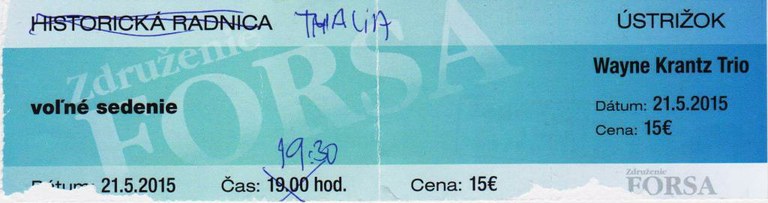 HISTORICKÁ RADNICA THALIA
Združenie
FORSA
voľné sedenie
19:30
Dátum: 21.5.2015 Čas: 19.00 hod. Cena: 15€
ÚSTRIŽOK
Wayne Krantz Trio
Dátum: 21.5.2015
Cena: 15€
Združenie
FORSA